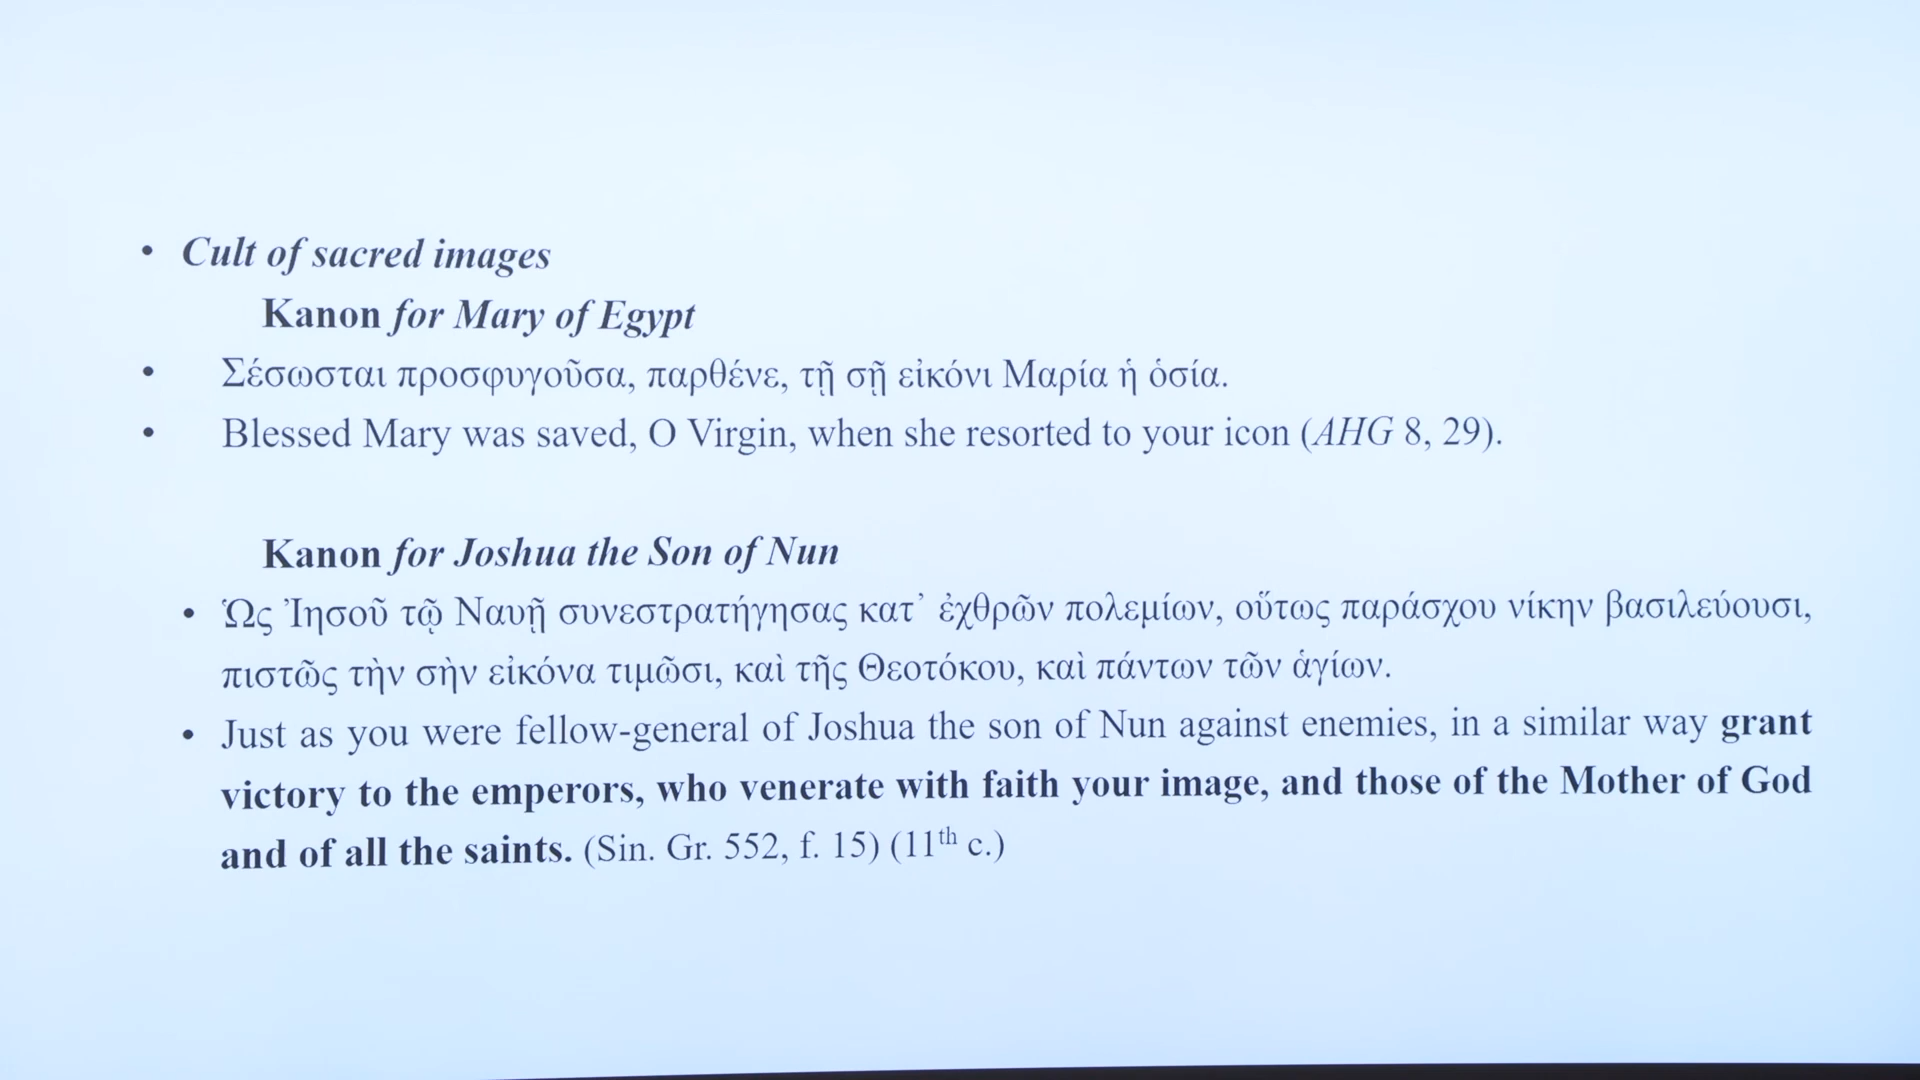 • Cult of sacred images
Kanon for Mary of Egypt
• Σέσωσται προσφυγοῦσα, παρθένε, τῇ σῇ εἰκόνι Μαρία ἡ ὁσία.
• Blessed Mary was saved, O Virgin, when she resorted to your icon (AHG 8, 29).
Kanon for Joshua the Son of Nun
• Ὡς Ἰησοῦ τῷ Ναυῇ συνεστρατήγησας κατ’ ἐχθρῶν πολεμίων, οὕτως παράσχου νίκην βασιλεύουσι,
πιστῶς τὴν σὴν εἰκόνα τιμῶσι, καὶ τῆς Θεοτόκου, καὶ πάντων τῶν ἁγίων.
• Just as you were fellow-general of Joshua the son of Nun against enemies, in a similar way grant
victory to the emperors, who venerate with faith your image, and those of the Mother of God
and of all the saints. (Sin. Gr. 552, f. 15) (11th c.)